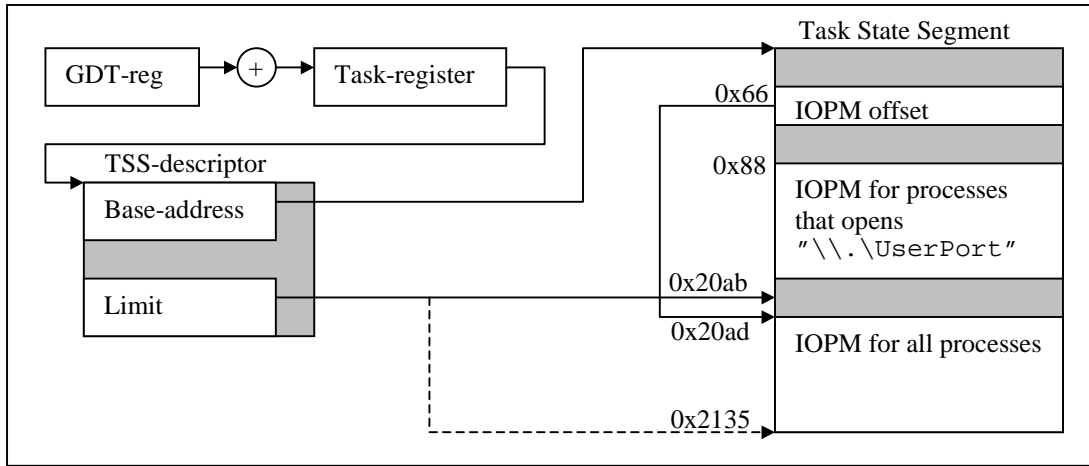 Task State Segment
GDT-reg
+
Task-register
0x66
IOPM offset
TSS-descriptor
0x88
Base-address
IOPM for processes
that opens
"\\.\UserPort"
Limit
0x20ab
0x20ad
IOPM for all processes
0x2135